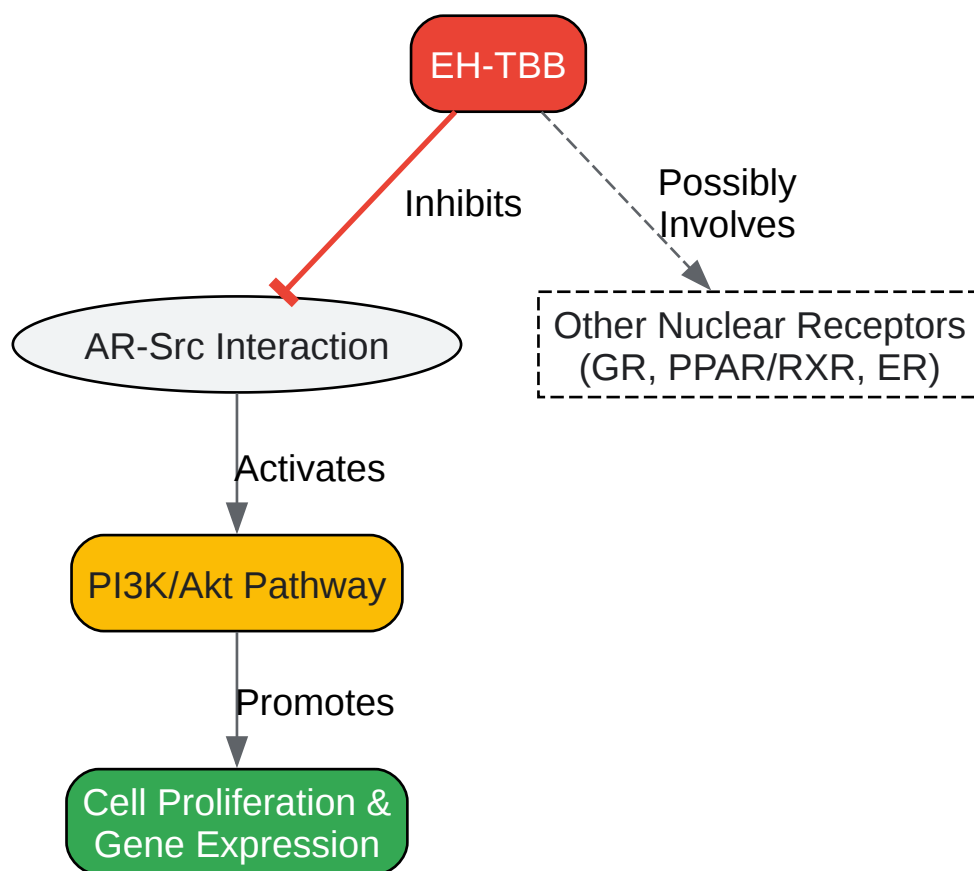 EH-TBB
Inhibits
Possibly
Involves
AR-Src Interaction
Other Nuclear Receptors
(GR, PPAR/RXR, ER)
Activates
PI3K/Akt Pathway
Promotes
Cell Proliferation &
Gene Expression